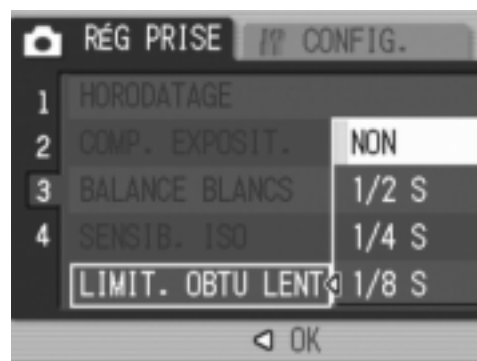 RÉG PRISE CONFIG.
1 HORODATAGE
2 COMP. EXPOSIT. NON
3 BALANCE BLANCS 1/2 S
4 SENSIB. ISO 1/4 S
LIMIT. OBTU LENT 1/8 S
OK